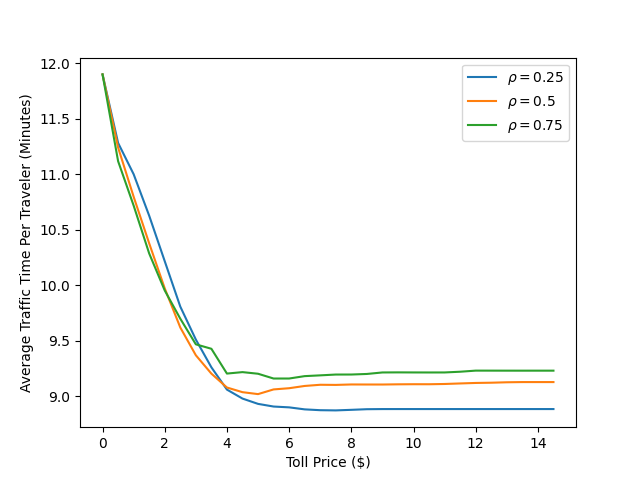 12.0
11.5
11.0
10.5
10.0
9.5
9.0
Average Traffic Time Per Traveler (Minutes)
ρ = 0.25
ρ = 0.5
ρ = 0.75
0 2 4 6 8 10 12 14
Toll Price ($)